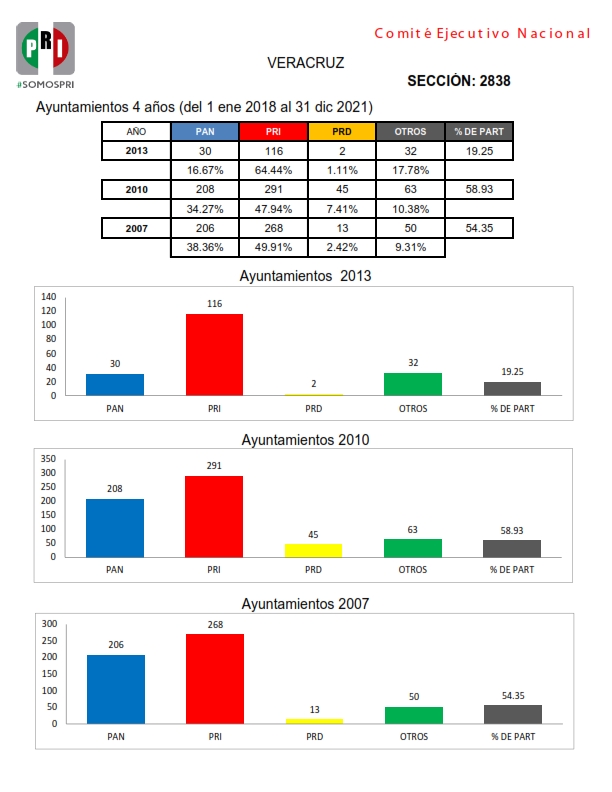 Comité Ejecutivo Nacional
PRI
#SOMOSPRI
VERACRUZ
SECCIÓN: 2838
Ayuntamientos 4 años (del 1 ene 2018 al 31 dic 2021)
AÑO PAN PRI PRD OTROS % DE PART
2013 30 116 2 32 19.25
16.67% 64.44% 1.11% 17.78%
2010 208 291 45 63 58.93
34.27% 47.94% 7.41% 10.38%
2007 206 268 13 50 54.35
38.36% 49.91% 2.42% 9.31%
Ayuntamientos 2013
140
120
100
80
60
40
20
0
30 116 2 32 19.25
PAN PRI PRD OTROS % DE PART
Ayuntamientos 2010
350
300
250
200
150
100
50
0
208 291 45 63 58.93
PAN PRI PRD OTROS % DE PART
Ayuntamientos 2007
300
250
200
150
100
50
0
206 268 13 50 54.35
PAN PRI PRD OTROS % DE PART